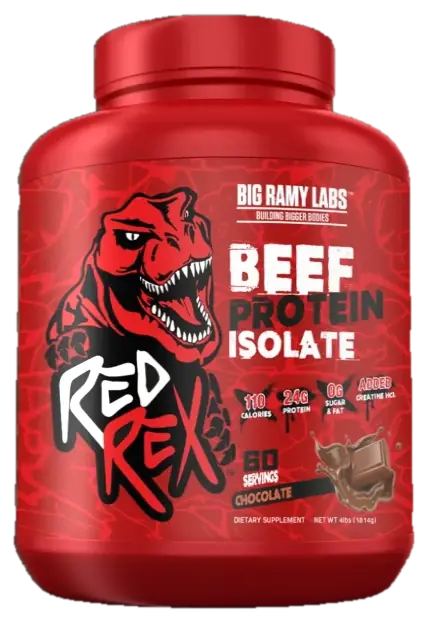 BIG RAMY LABS™
BUILDING BIGGER BODIES
BEEF
PROTEIN
ISOLATE
RED
REX
110
CALORIES
24G
PROTEIN
0G
SUGAR
& FAT
ADDED
CREATINE HCL
60
SERVINGS
CHOCOLATE
DIETARY SUPPLEMENT NET WT 4lbs (1814g)